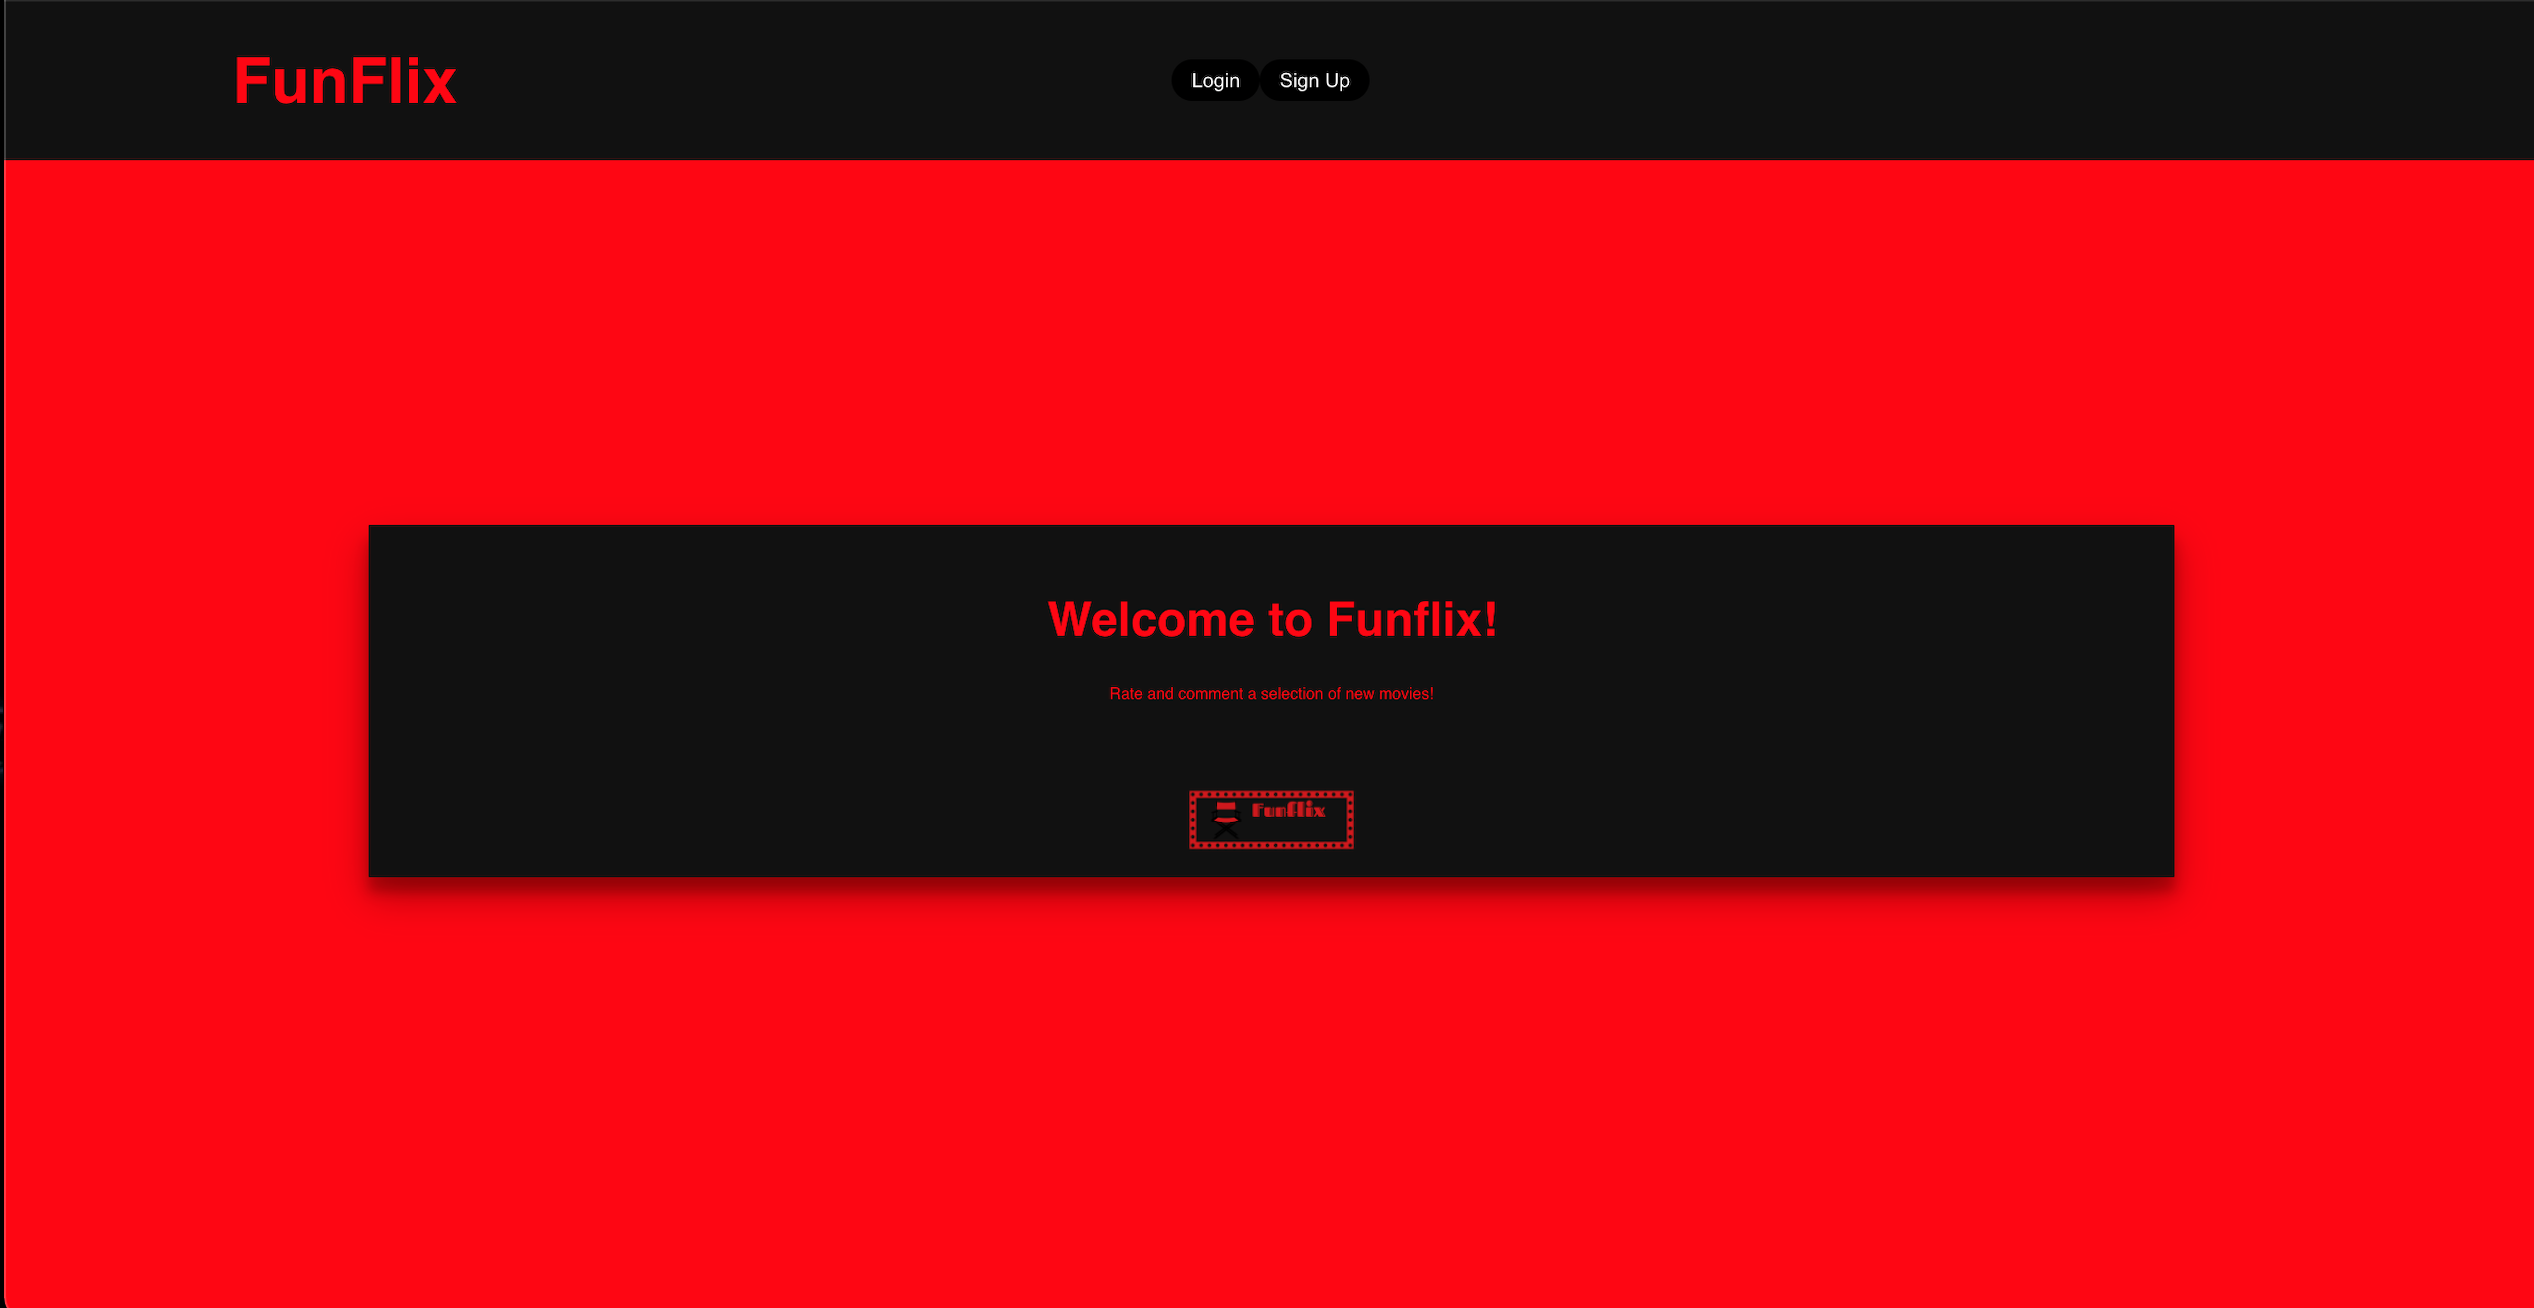 FunFlix
Login Sign Up
Welcome to Funflix!
Rate and comment a selection of new movies!
Funflix